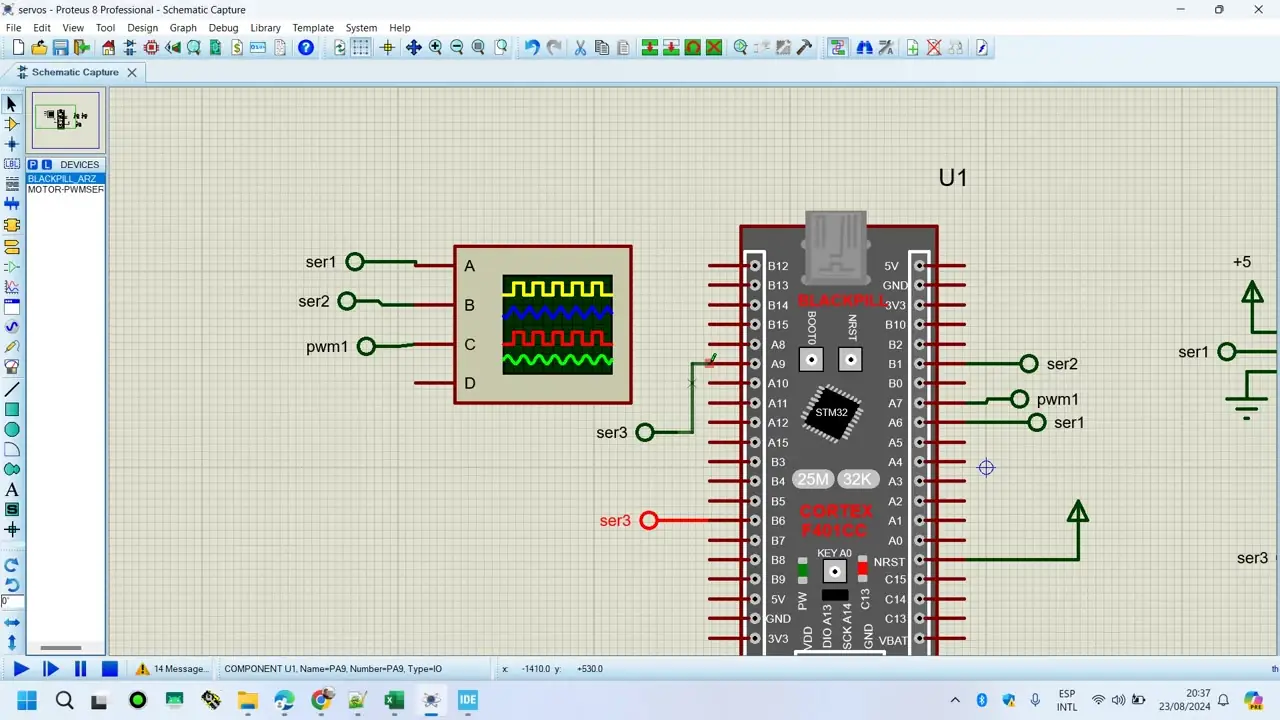 servos - Proteus 8 Professional - Schematic Capture
File Edit View Tool Design Graph Debug Library Template System Help
Schematic Capture
P L DEVICES
BLACKPILL_ARZ
MOTOR-PWMSER
LBL
A
S
0
U1
ser1
ser2
pwm1
A
B
C
D
ser3
ser3
B12
B13
B14
B15
A8
A9
A10
A11
A12
A15
B3
B4
B5
B6
B7
B8
B9
5V
GND
3V3
BLACKPILL
BOOT0
NRST
STM32
25M
32K
CORTEX
F401CC
KEY A0
PW
C13
VDD
DIO A13
SCK A14
GND
5V
GND
3V3
B10
B2
B1
B0
A7
A6
A5
A4
A3
A2
A1
A0
NRST
C15
C14
C13
VBAT
ser2
pwm1
ser1
+5
ser1
ser3
14 Message...
COMPONENT U1, Name=PA9, Number=PA9, Type=IO
x: -1410.0 y: +530.0
th
IDE
ESP
INTL
20:37
23/08/2024
PRE